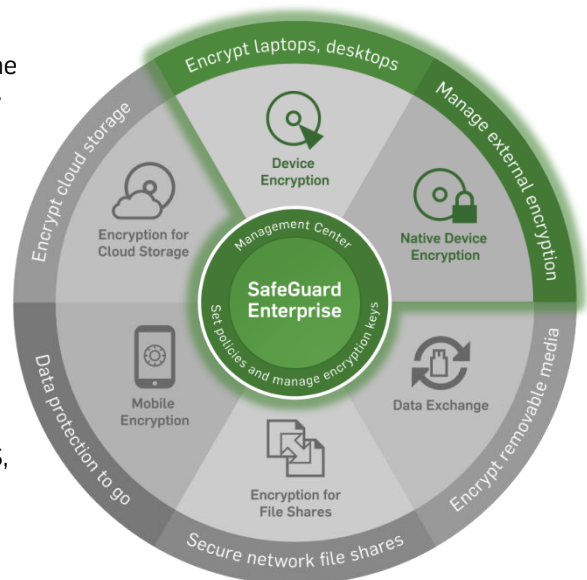 ne
Encrypt laptops, desktops
Manage external encryption
Encrypt cloud storage
Device
Encryption
Encryption for
Cloud Storage
Native Device
Encryption
Management Center
SafeGuard
Enterprise
Set policies and manage encryption keys
Mobile
Encryption
Data Exchange
Encryption for
File Shares
Data protection to go
Encrypt removable media
Secure network file shares